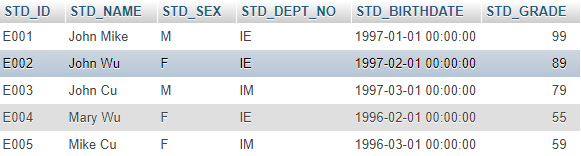 STD_ID STD_NAME STD_SEX STD_DEPT_NO STD_BIRTHDATE STD_GRADE
E001 John Mike M IE 1997-01-01 00:00:00 99
E002 John Wu F IE 1997-02-01 00:00:00 89
E003 John Cu M IM 1997-03-01 00:00:00 79
E004 Mary Wu F IE 1996-02-01 00:00:00 55
E005 Mike Cu F IM 1996-03-01 00:00:00 59